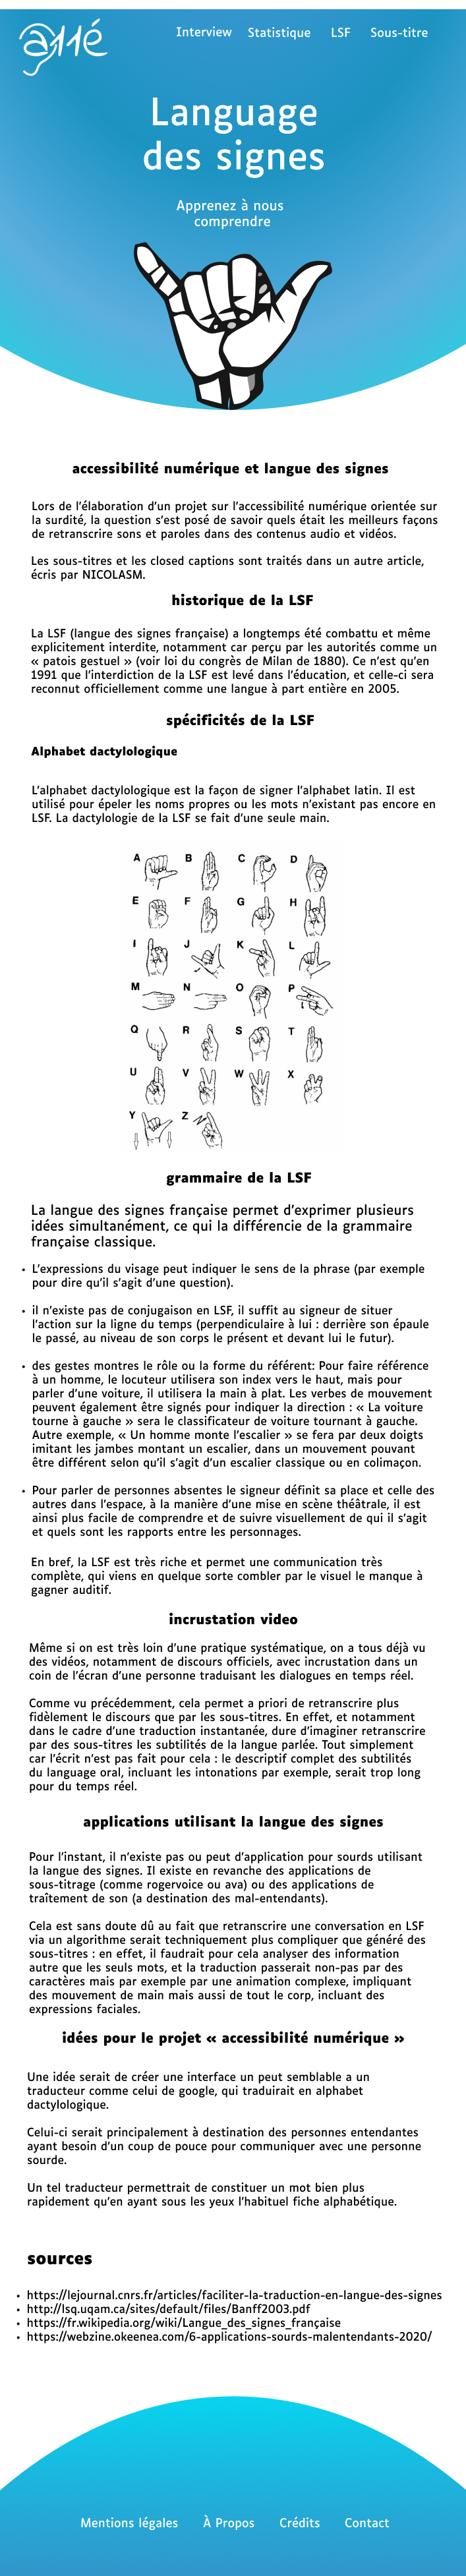 aïïé
Interview Statistique LSF Sous-titre
Language
des signes
Apprenez à nous
comprendre
accessibilité numérique et langue des signes
Lors de l'élaboration d'un projet sur l'accessibilité numérique orientée sur
la surdité, la question s'est posé de savoir quels était les meilleurs façons
de retranscrire sons et paroles dans des contenus audio et vidéos.
Les sous-titres et les closed captions sont traités dans un autre article,
écris par NICOLASM.
historique de la LSF
La LSF (langue des signes française) a longtemps été combattu et même
explicitement interdite, notamment car perçu par les autorités comme un
« patois gestuel » (voir loi du congrès de Milan de 1880). Ce n'est qu'en
1991 que l'interdiction de la LSF est levé dans l'éducation, et celle-ci sera
reconnut officiellement comme une langue à part entière en 2005.
spécificités de la LSF
Alphabet dactylologique
L'alphabet dactylologique est la façon de signer l'alphabet latin. Il est
utilisé pour épeler les noms propres ou les mots n'existant pas encore en
LSF. La dactylologie de la LSF se fait d'une seule main.
A B C D
E F G H
I J K L
M N O P
Q R S T
U V W X
Y Z
grammaire de la LSF
La langue des signes française permet d'exprimer plusieurs
idées simultanément, ce qui la différencie de la grammaire
française classique.
• L'expressions du visage peut indiquer le sens de la phrase (par exemple
pour dire qu'il s'agit d'une question).
• il n'existe pas de conjugaison en LSF, il suffit au signeur de situer
l'action sur la ligne du temps (perpendiculaire à lui : derrière son épaule
le passé, au niveau de son corps le présent et devant lui le futur).
• des gestes montres le rôle ou la forme du référent: Pour faire référence
à un homme, le locuteur utilisera son index vers le haut, mais pour
parler d'une voiture, il utilisera la main à plat. Les verbes de mouvement
peuvent également être signés pour indiquer la direction : « La voiture
tourne à gauche » sera le classificateur de voiture tournant à gauche.
Autre exemple, « Un homme monte l'escalier » se fera par deux doigts
imitant les jambes montant un escalier, dans un mouvement pouvant
être différent selon qu'il s'agit d'un escalier classique ou en colimaçon.
• Pour parler de personnes absentes le signeur définit sa place et celle des
autres dans l'espace, à la manière d'une mise en scène théâtrale, il est
ainsi plus facile de comprendre et de suivre visuellement de qui il s'agit
et quels sont les rapports entre les personnages.
En bref, la LSF est très riche et permet une communication très
complète, qui viens en quelque sorte combler par le visuel le manque à
gagner auditif.
incrustation video
Même si on est très loin d'une pratique systématique, on a tous déjà vu
des vidéos, notamment de discours officiels, avec incrustation dans un
coin de l'écran d'une personne traduisant les dialogues en temps réel.
Comme vu précédemment, cela permet a priori de retranscrire plus
fidèlement le discours que par les sous-titres. En effet, et notamment
dans le cadre d'une traduction instantanée, dure d'imaginer retranscrire
par des sous-titres les subtilités de la langue parlée. Tout simplement
car l'écrit n'est pas fait pour cela : le descriptif complet des subtilités
du language oral, incluant les intonations par exemple, serait trop long
pour du temps réel.
applications utilisant la langue des signes
Pour l'instant, il n'existe pas ou peut d'application pour sourds utilisant
la langue des signes. Il existe en revanche des applications de
sous-titrage (comme rogervoice ou ava) ou des applications de
traîtement de son (a destination des mal-entendants).
Cela est sans doute dû au fait que retranscrire une conversation en LSF
via un algorithme serait techniquement plus compliquer que généré des
sous-titres : en effet, il faudrait pour cela analyser des information
autre que les seuls mots, et la traduction passerait non-pas par des
caractères mais par exemple par une animation complexe, impliquant
des mouvement de main mais aussi de tout le corp, incluant des
expressions faciales.
idées pour le projet « accessibilité numérique »
Une idée serait de créer une interface un peut semblable a un
traducteur comme celui de google, qui traduirait en alphabet
dactylologique.
Celui-ci serait principalement à destination des personnes entendantes
ayant besoin d'un coup de pouce pour communiquer avec une personne
sourde.
Un tel traducteur permettrait de constituer un mot bien plus
rapidement qu'en ayant sous les yeux l'habituel fiche alphabétique.
sources
• https://lejournal.cnrs.fr/articles/faciliter-la-traduction-en-langue-des-signes
• http://lsq.uqam.ca/sites/default/files/Banff2003.pdf
• https://fr.wikipedia.org/wiki/Langue_des_signes_française
• https://webzine.okeenea.com/6-applications-sourds-malentendants-2020/
Mentions légales À Propos Crédits Contact